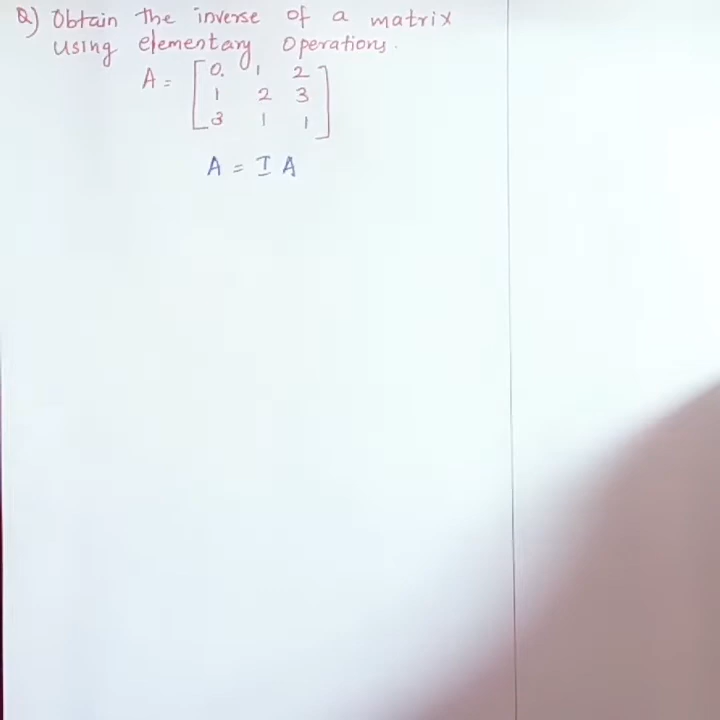 Q) Obtain the inverse of a matrix
using elementary operations.
A = [0. 1 2
1 2 3
3 1 1]
A = I A